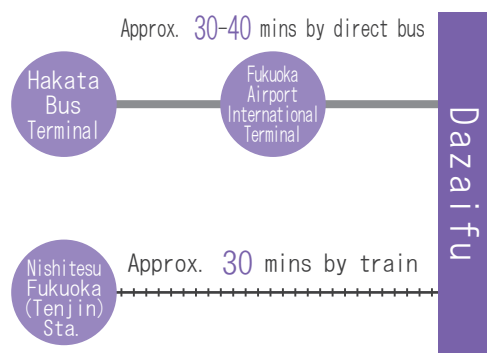 Approx. 30-40 mins by direct bus
Hakata
Bus
Terminal
Fukuoka
Airport
International
Terminal
Dazaifu
Nishitesu
Fukuoka
(Tenjin)
Sta.
Approx. 30 mins by train